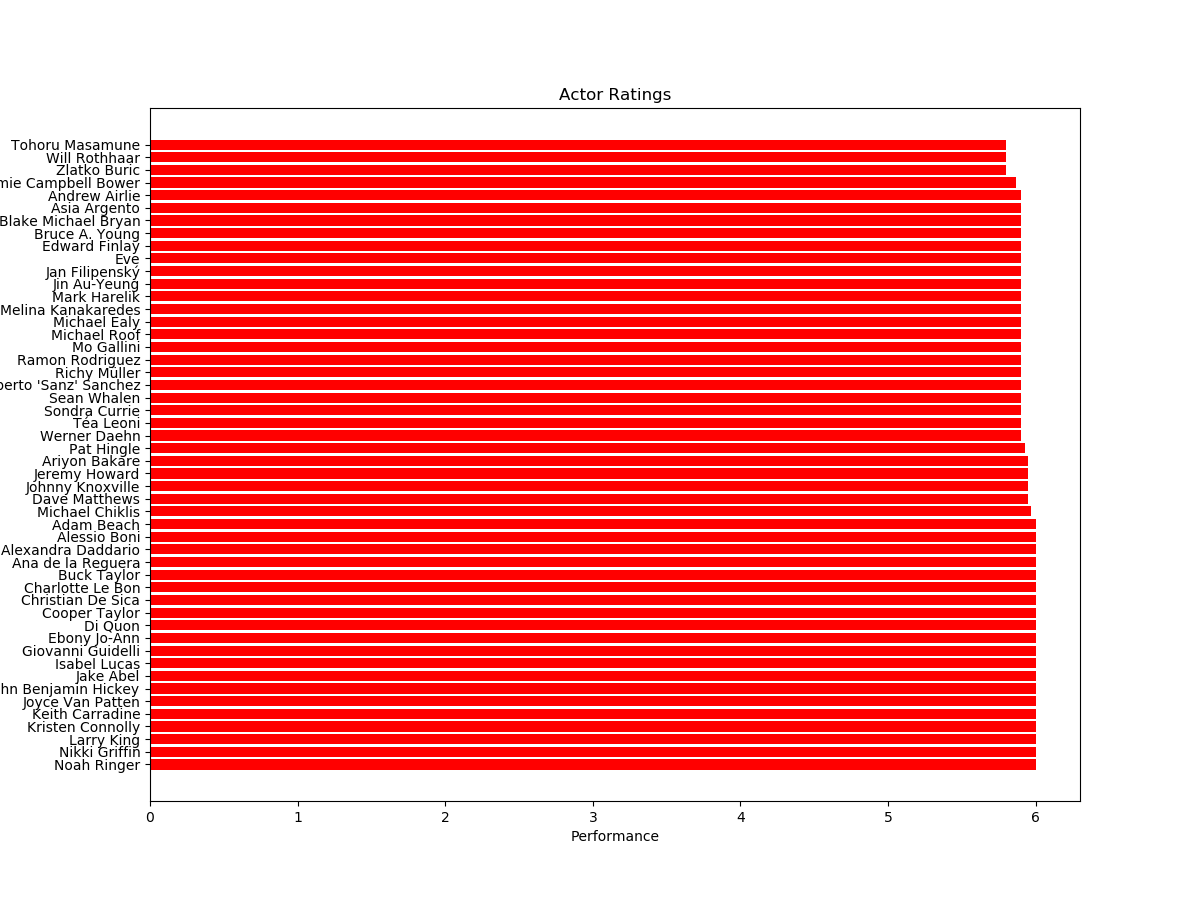 Actor Ratings
Tohoru Masamune
Will Rothhaar
Zlatko Buric
mie Campbell Bower
Andrew Airlie
Asia Argento
Blake Michael Bryan
Bruce A. Young
Edward Finlay
Eve
Jan Filipenský
Jin Au-Yeung
Mark Harelik
Melina Kanakaredes
Michael Ealy
Michael Roof
Mo Gallini
Ramon Rodriguez
Richy Müller
berto 'Sanz' Sanchez
Sean Whalen
Sondra Currie
Téa Leoni
Werner Daehn
Pat Hingle
Ariyon Bakare
Jeremy Howard
Johnny Knoxville
Dave Matthews
Michael Chiklis
Adam Beach
Alessio Boni
Alexandra Daddario
Ana de la Reguera
Buck Taylor
Charlotte Le Bon
Christian De Sica
Cooper Taylor
Di Quon
Ebony Jo-Ann
Giovanni Guidelli
Isabel Lucas
Jake Abel
hn Benjamin Hickey
Joyce Van Patten
Keith Carradine
Kristen Connolly
Larry King
Nikki Griffin
Noah Ringer
0 1 2 3 4 5 6
Performance